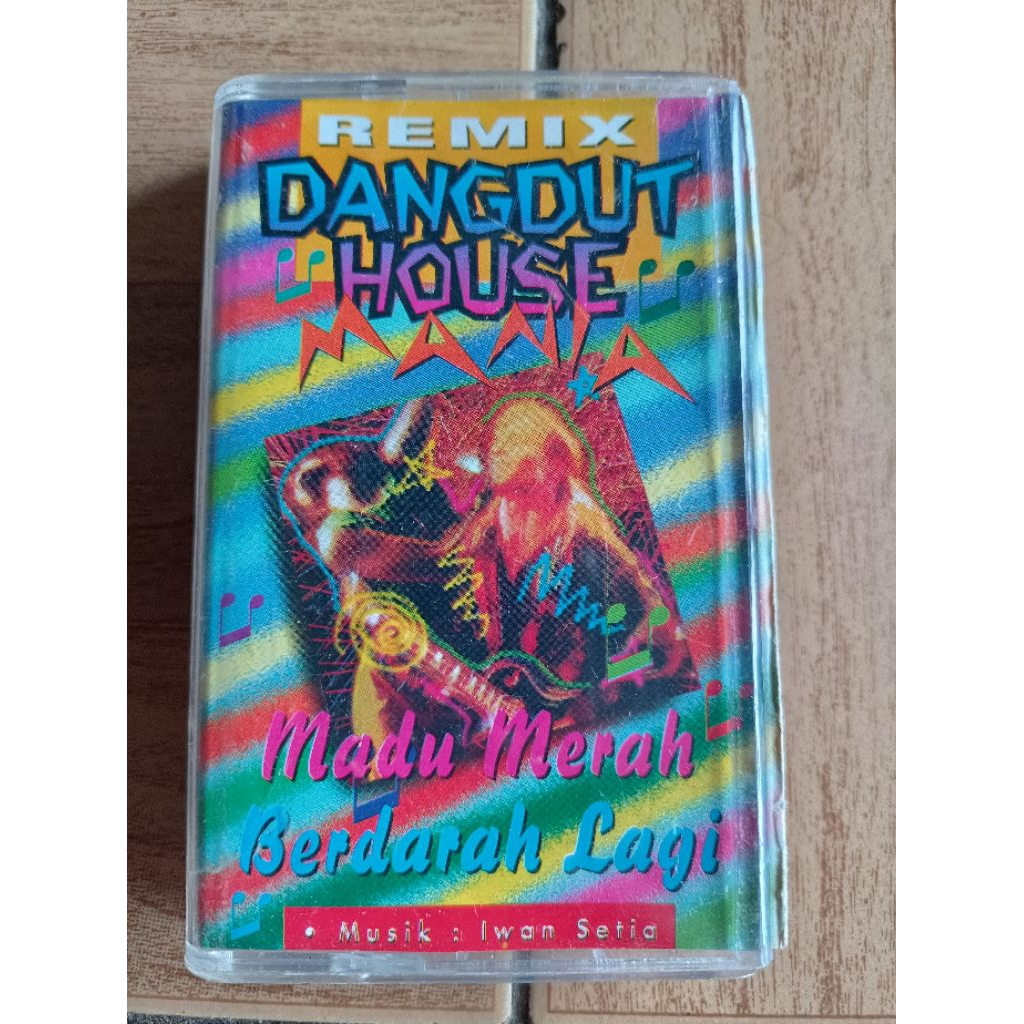 REMIX
DANGDUT
HOUSE
MANIA
Madu Merah
Berdarah Lagi
• Musik : Iwan Setia